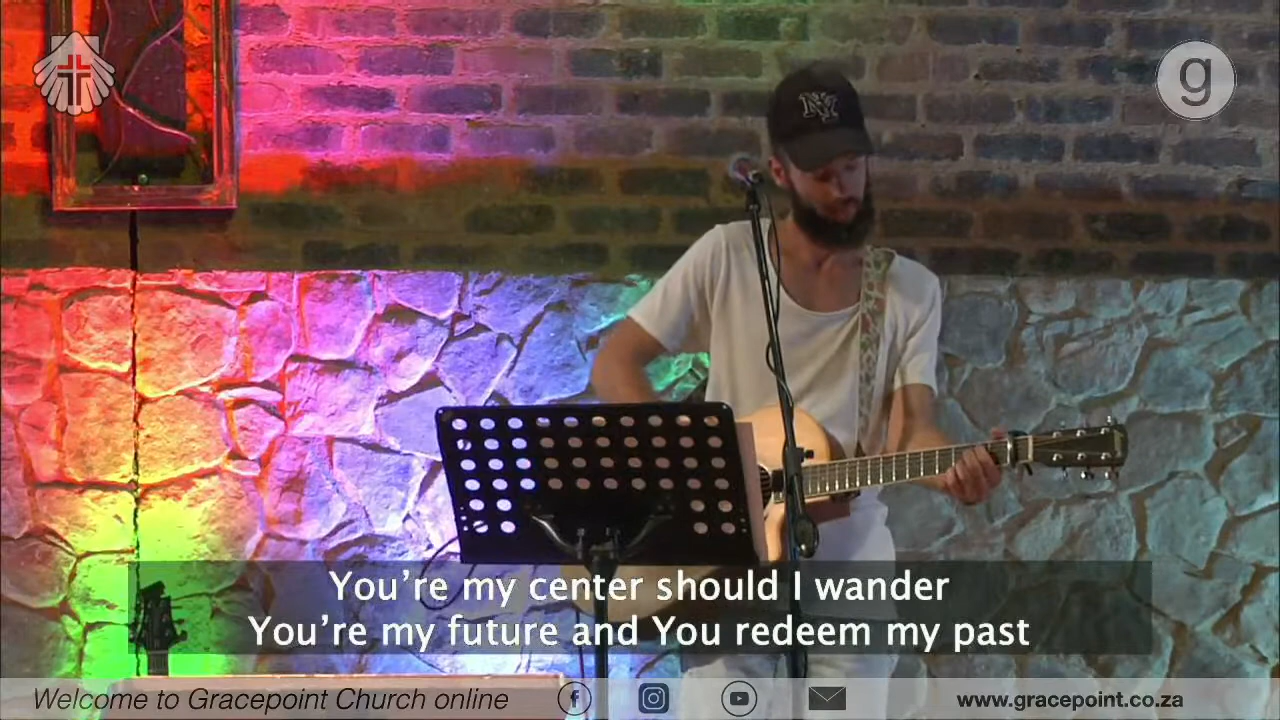 g
NY
You're my center should I wander
You're my future and You redeem my past
Welcome to Gracepoint Church online
www.gracepoint.co.za